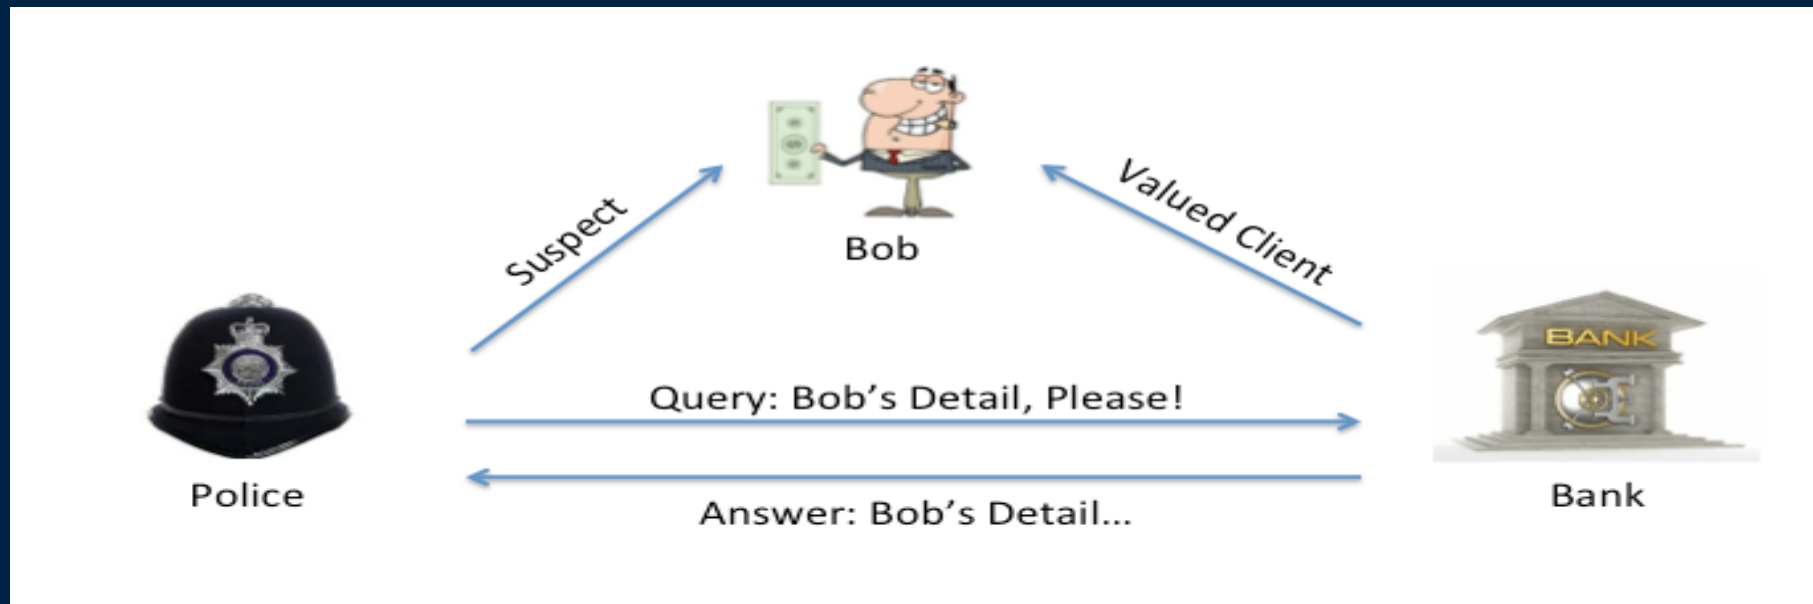 Bob
Suspect
Valued Client
BANK
Query: Bob's Detail, Please!
Police
Answer: Bob's Detail...
Bank